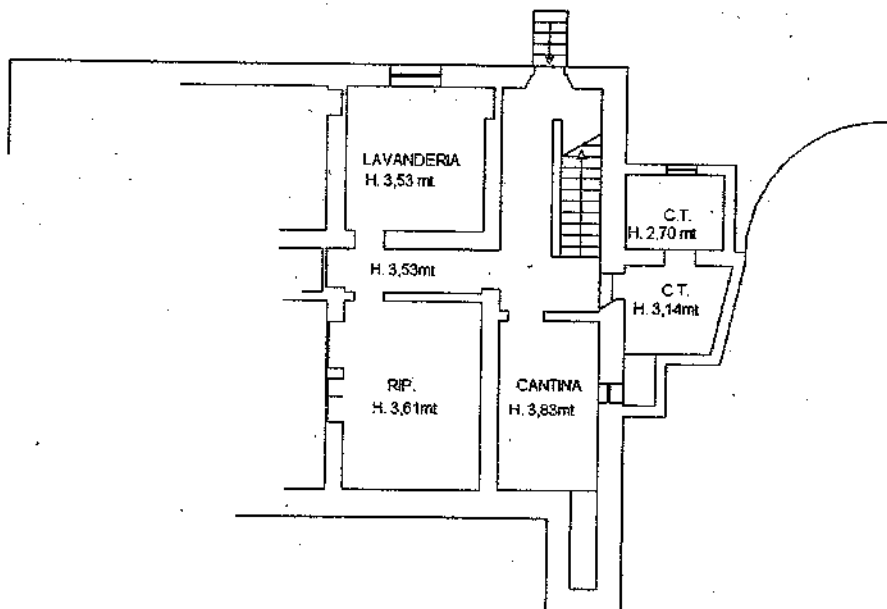 LAVANDERIA
H. 3,53 mt
C.T.
H. 2,70 mt
H. 3,53mt
C.T.
H. 3,14mt
RIP.
H. 3,61mt
CANTINA
H. 3,83mt